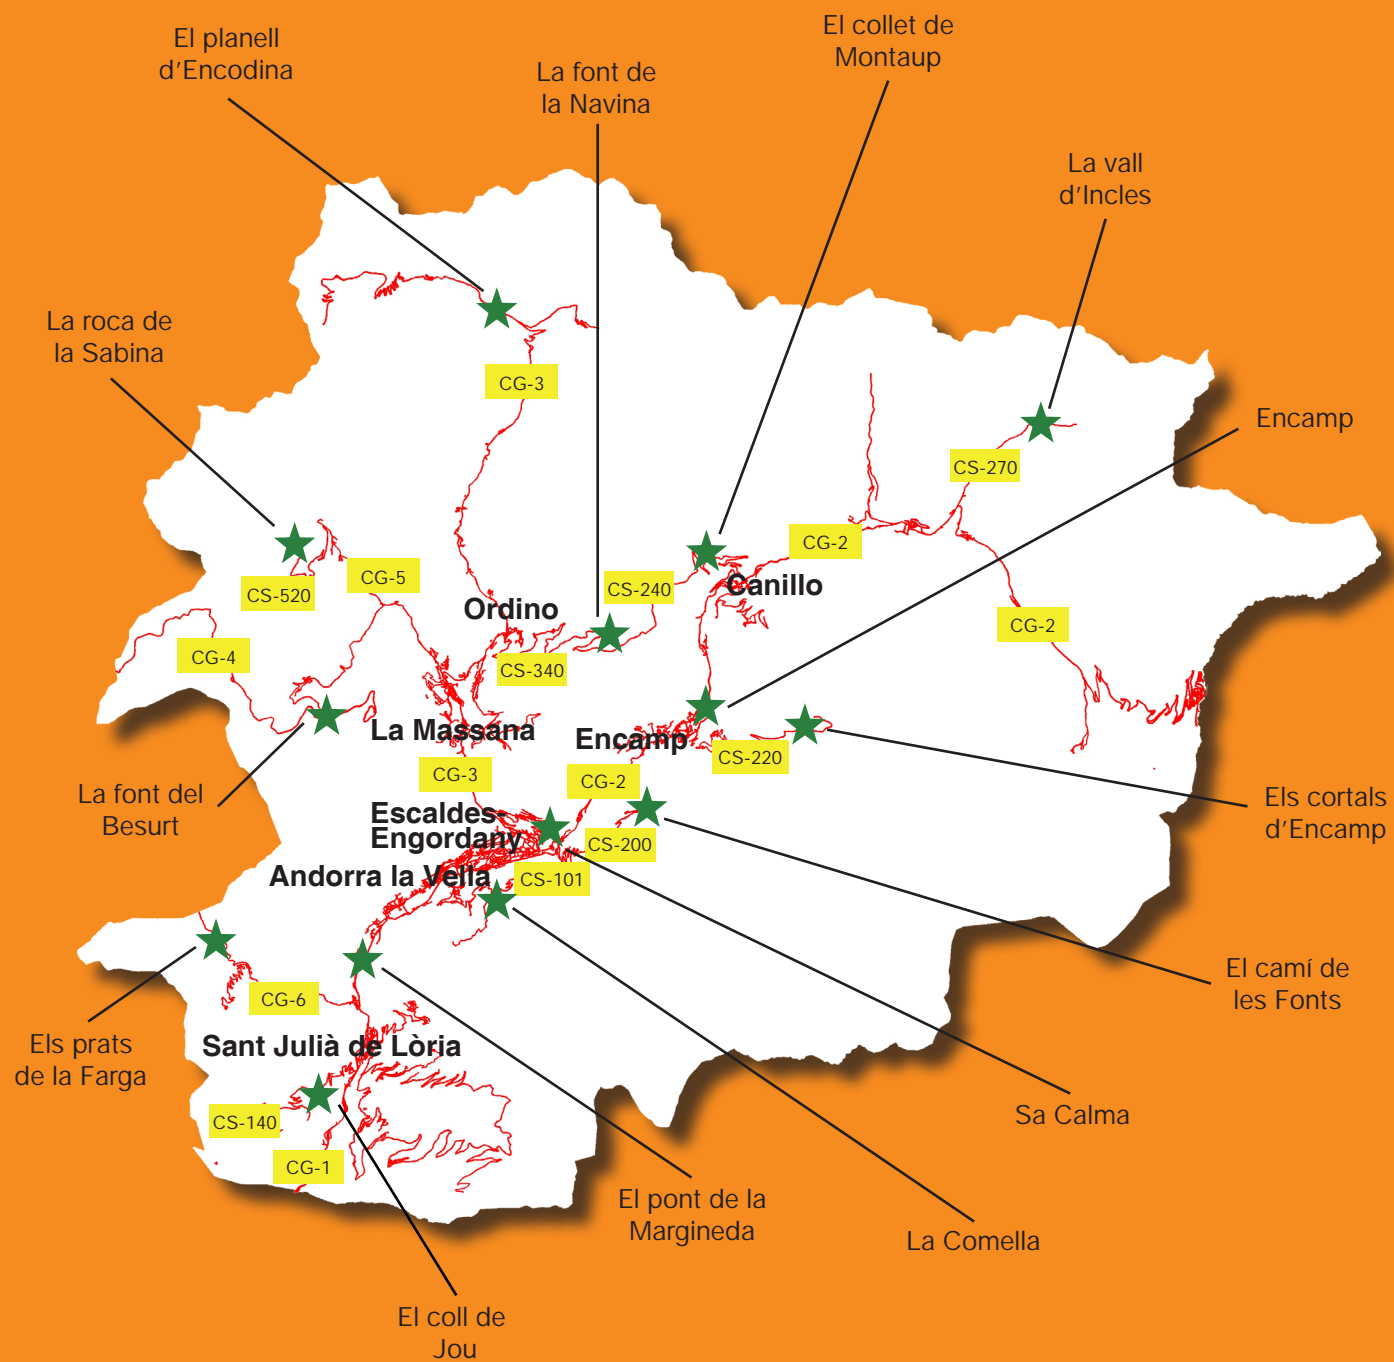 El collet de
Montaup
El planell
d'Encodina
La font de
la Navina
La vall
d'Incles
La roca de
la Sabina
CG-3
Encamp
CS-270
CG-2
CG-5
Canillo
CS-240
CS-520
Ordino
CG-2
CG-4
CS-340
La Massana
Encamp
CS-220
CG-3
CG-2
La font del
Besurt
Els cortals
d'Encamp
Escaldes-
Engordany
CS-200
Andorra la Vella
CS-101
El camí de
les Fonts
CG-6
Els prats
de la Farga
Sant Julià de Lòria
Sa Calma
CS-140
CG-1
El pont de la
Margineda
La Comella
El coll de
Jou